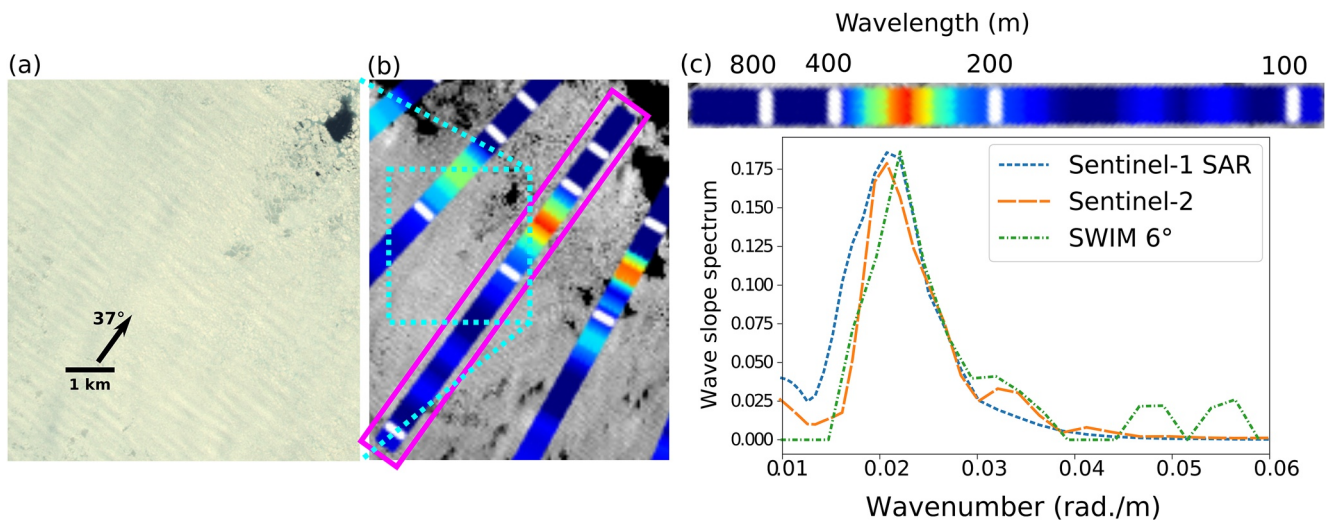 (a)
37°
1 km
(b)
(c)
Wavelength (m)
800 400 200 100
Wave slope spectrum
0.175
0.150
0.125
0.100
0.075
0.050
0.025
0.000
Sentinel-1 SAR
Sentinel-2
SWIM 6°
0.01 0.02 0.03 0.04 0.05 0.06
Wavenumber (rad./m)